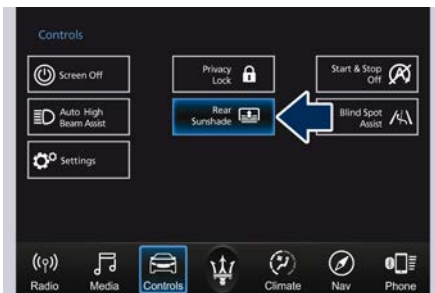 Controls
Screen Off
Privacy
Lock
Start & Stop
Off
Auto High
Beam Assist
Rear
Sunshade
Blind Spot
Assist
Settings
Radio
Media
Controls
Climate
Nav
Phone